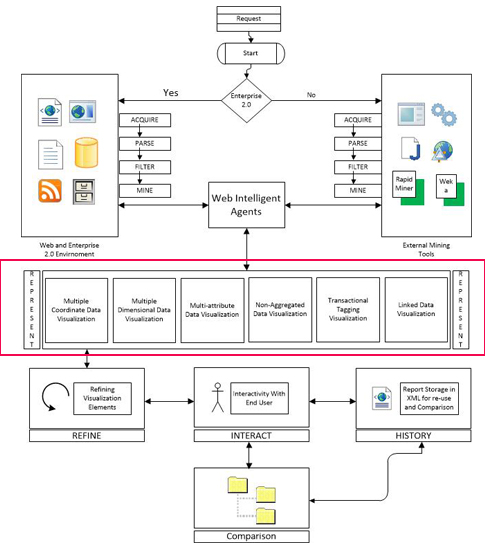 Request
Start
Enterprise
2.0
Yes
No
ACQUIRE
PARSE
FILTER
MINE
ACQUIRE
PARSE
FILTER
MINE
Rapid
Miner
Wek
a
Web Intelligent
Agents
Web and Enterprise
2.0 Envirnoment
External Mining
Tools
REPRESENT
Multiple
Coordinate Data
Visualization
Multiple
Dimensional Data
Visualization
Multi-attribute
Data Visualization
Non-Aggregated
Data Visualization
Transactional
Tagging
Visualization
Linked Data
Visualization
REPRESENT
Refining
Visualization
Elements
REFINE
Interactivity With
End User
INTERACT
Report Storage in
XML for re-use
and Comparison
HISTORY
Comparison